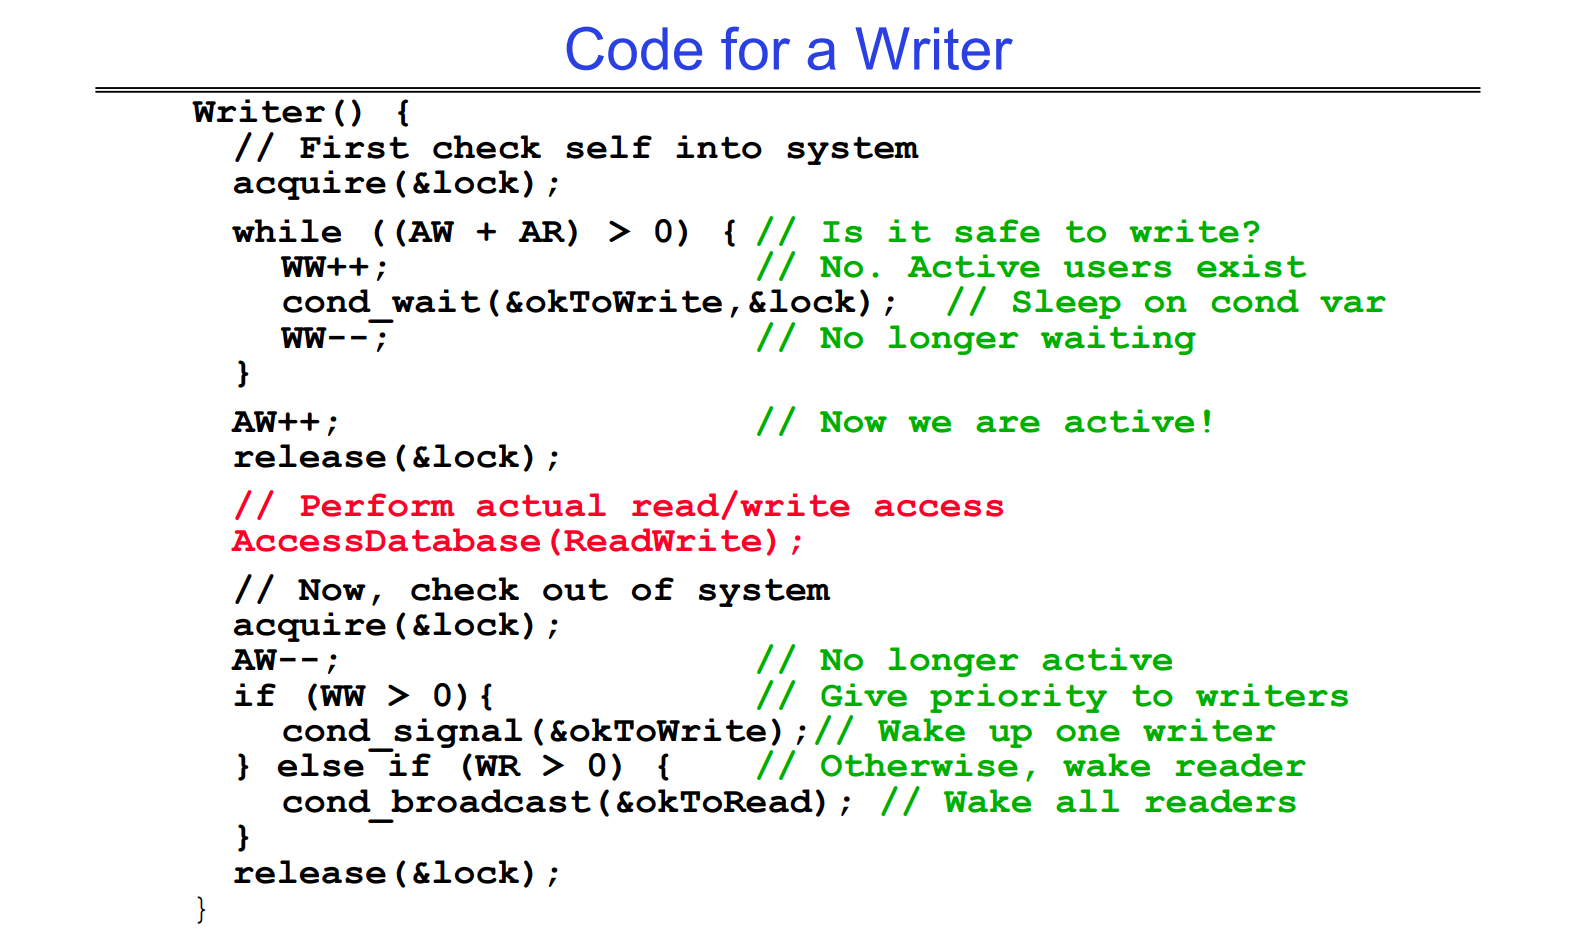 Code for a Writer
Writer() {
// First check self into system
acquire(&lock);
while ((AW + AR) > 0) { // Is it safe to write?
WW++; // No. Active users exist
cond_wait(&okToWrite,&lock); // Sleep on cond var
WW--; // No longer waiting
}
AW++; // Now we are active!
release(&lock);
// Perform actual read/write access
AccessDatabase(ReadWrite);
// Now, check out of system
acquire(&lock);
AW--; // No longer active
if (WW > 0){ // Give priority to writers
cond_signal(&okToWrite);// Wake up one writer
} else if (WR > 0) { // Otherwise, wake reader
cond_broadcast(&okToRead); // Wake all readers
}
release(&lock);
}